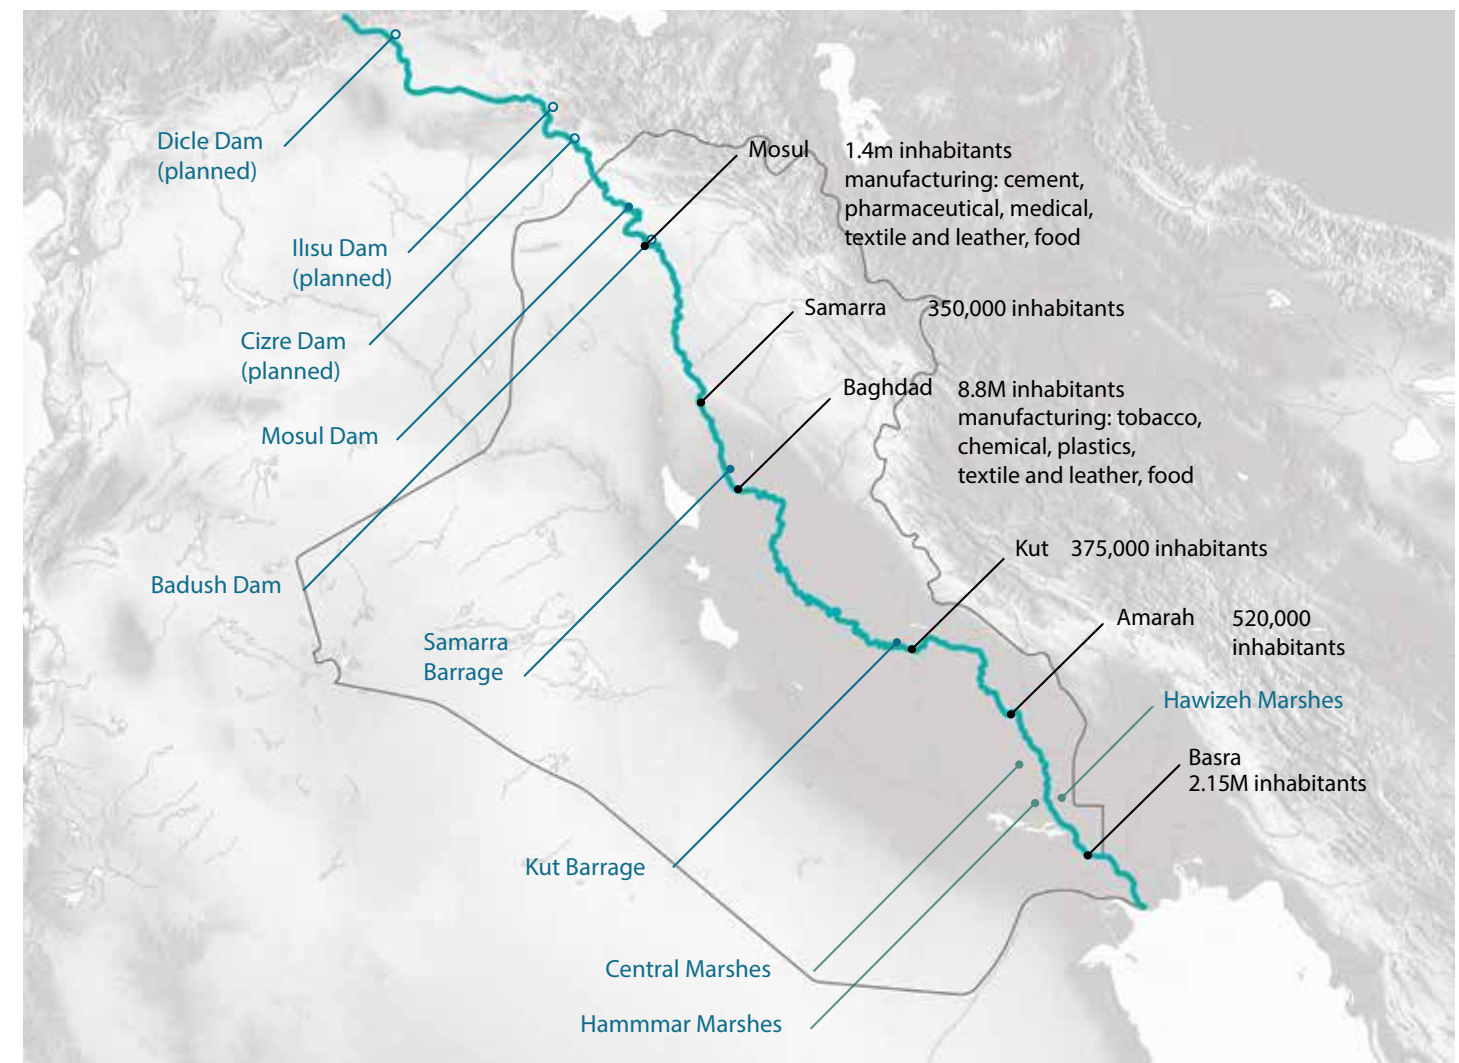 Dicle Dam
(planned)
Mosul
1.4m inhabitants
manufacturing: cement,
pharmaceutical, medical,
textile and leather, food
Ilısu Dam
(planned)
Samarra
350,000 inhabitants
Cizre Dam
(planned)
Baghdad
8.8M inhabitants
manufacturing: tobacco,
chemical, plastics,
textile and leather, food
Mosul Dam
Kut
375,000 inhabitants
Badush Dam
Amarah
520,000
inhabitants
Samarra
Barrage
Hawizeh Marshes
Basra
2.15M inhabitants
Kut Barrage
Central Marshes
Hammmar Marshes